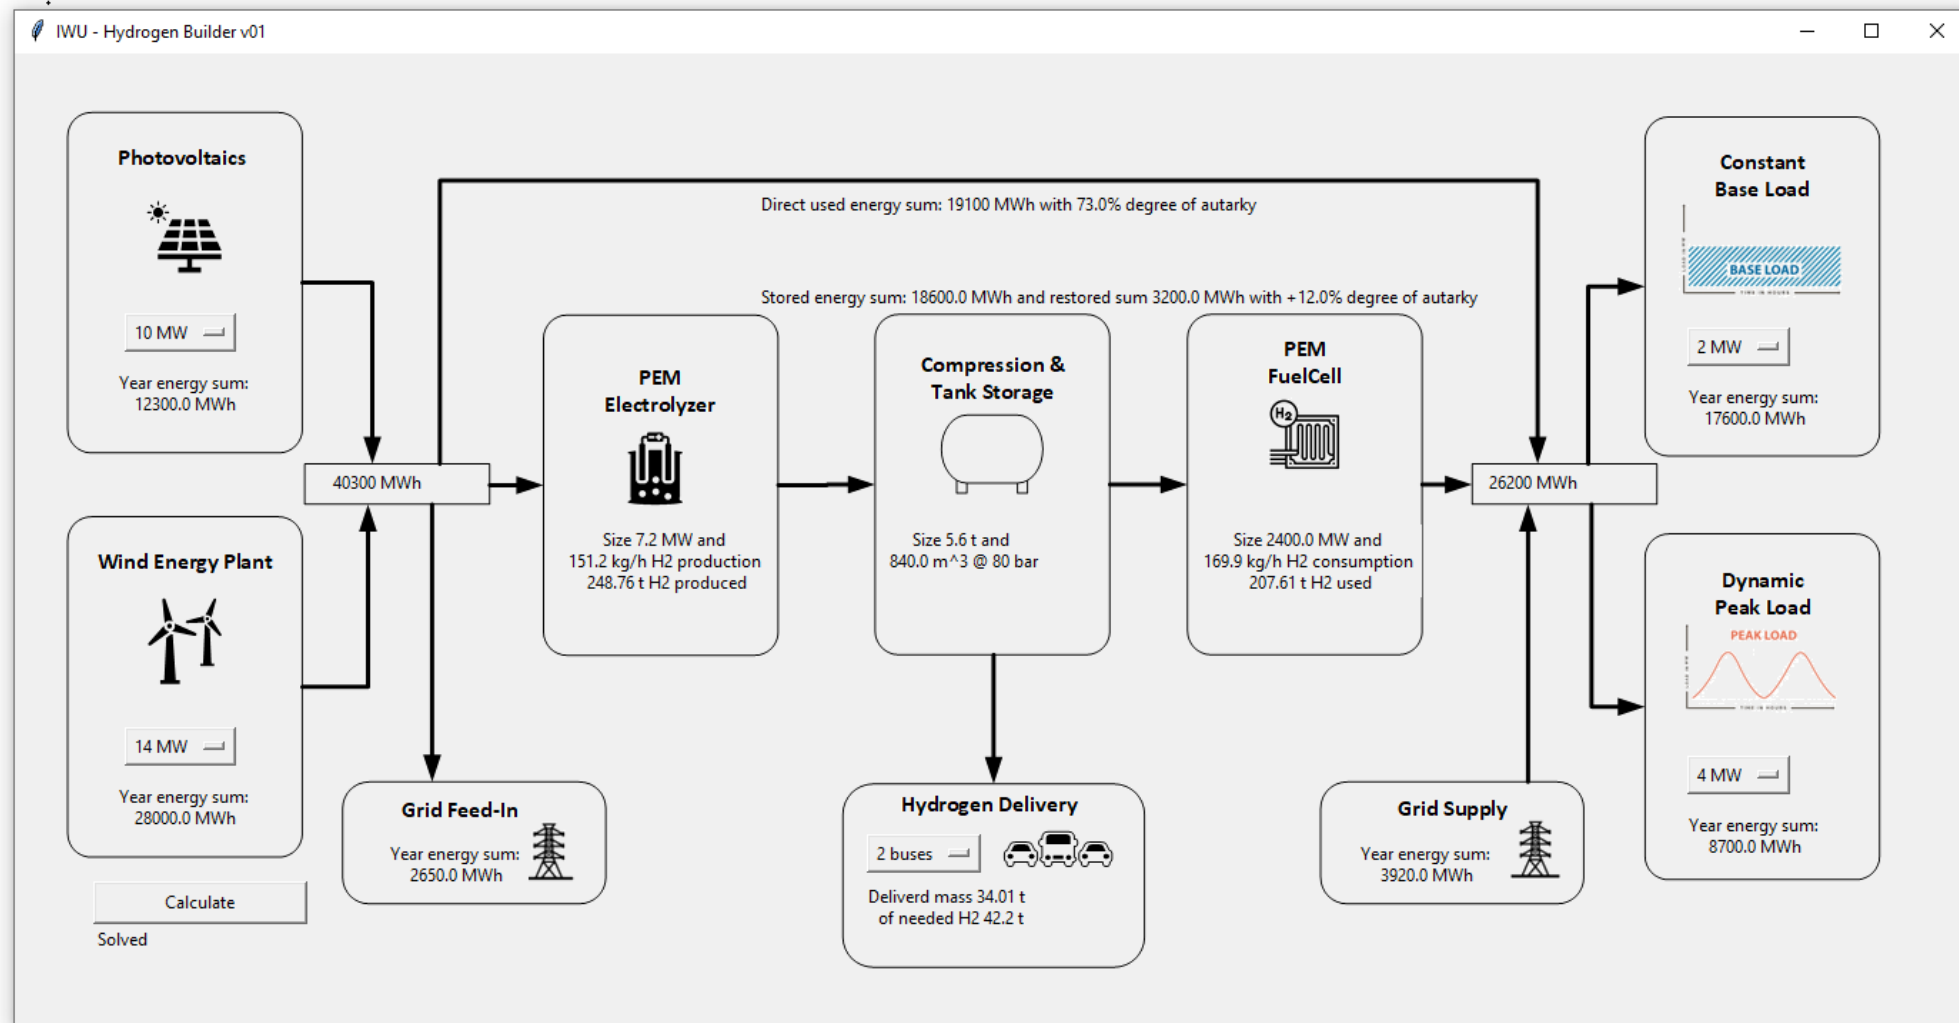 IWU - Hydrogen Builder v01
Photovoltaics
10 MW
Year energy sum:
12300.0 MWh
Wind Energy Plant
14 MW
Year energy sum:
28000.0 MWh
Calculate
Solved
40300 MWh
Grid Feed-In
Year energy sum:
2650.0 MWh
Direct used energy sum: 19100 MWh with 73.0% degree of autarky
Stored energy sum: 18600.0 MWh and restored sum 3200.0 MWh with +12.0% degree of autarky
PEM
Electrolyzer
Size 7.2 MW and
151.2 kg/h H2 production
248.76 t H2 produced
Compression &
Tank Storage
Size 5.6 t and
840.0 m^3 @ 80 bar
PEM
FuelCell
H2
Size 2400.0 MW and
169.9 kg/h H2 consumption
207.61 t H2 used
Hydrogen Delivery
2 buses
Deliverd mass 34.01 t
of needed H2 42.2 t
Grid Supply
Year energy sum:
3920.0 MWh
26200 MWh
Constant
Base Load
BASE LOAD
TIME IN HOURS
2 MW
Year energy sum:
17600.0 MWh
Dynamic
Peak Load
PEAK LOAD
TIME IN HOURS
4 MW
Year energy sum:
8700.0 MWh